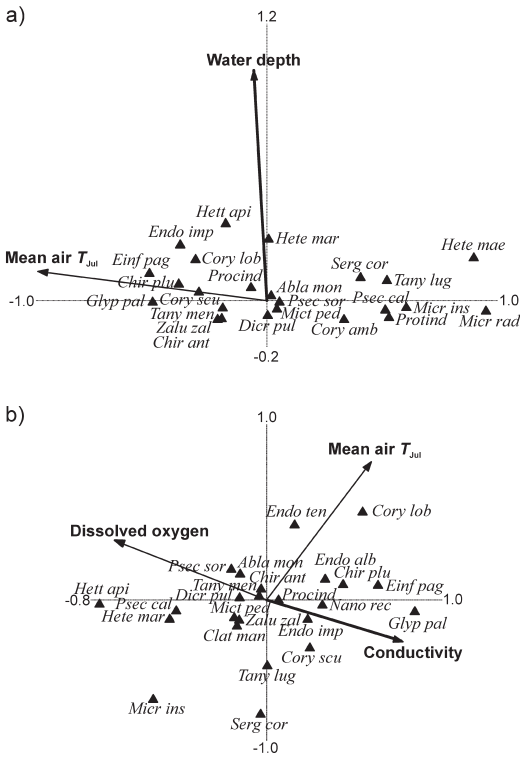 a)
1.2
Water depth
Hett api
Endo imp
Hete mar
Hete mae
Cory lob
Einf pag
Serg cor
Mean air TJul
Tany lug
Chir plu
Procind
Abla mon
-1.0
Glyp pal
Cory scu
Psec sor
Psec cal
1.0
Tany men
Mict ped
Micr ins
Zalu zal
Dicr pul
Cory amb
Protind
Micr rad
Chir ant
-0.2
b)
1.0
Mean air TJul
Endo ten
Cory lob
Dissolved oxygen
Psec sor
Abla mon
Endo alb
Chir ant
Chir plu
Hett api
Tany men
Einf pag
-0.8
Dicr pul
Procind
1.0
Psec cal
Mict ped
Nano rec
Hete mar
Zalu zal
Glyp pal
Clat man
Endo imp
Cory scu
Conductivity
Tany lug
Micr ins
Serg cor
-1.0